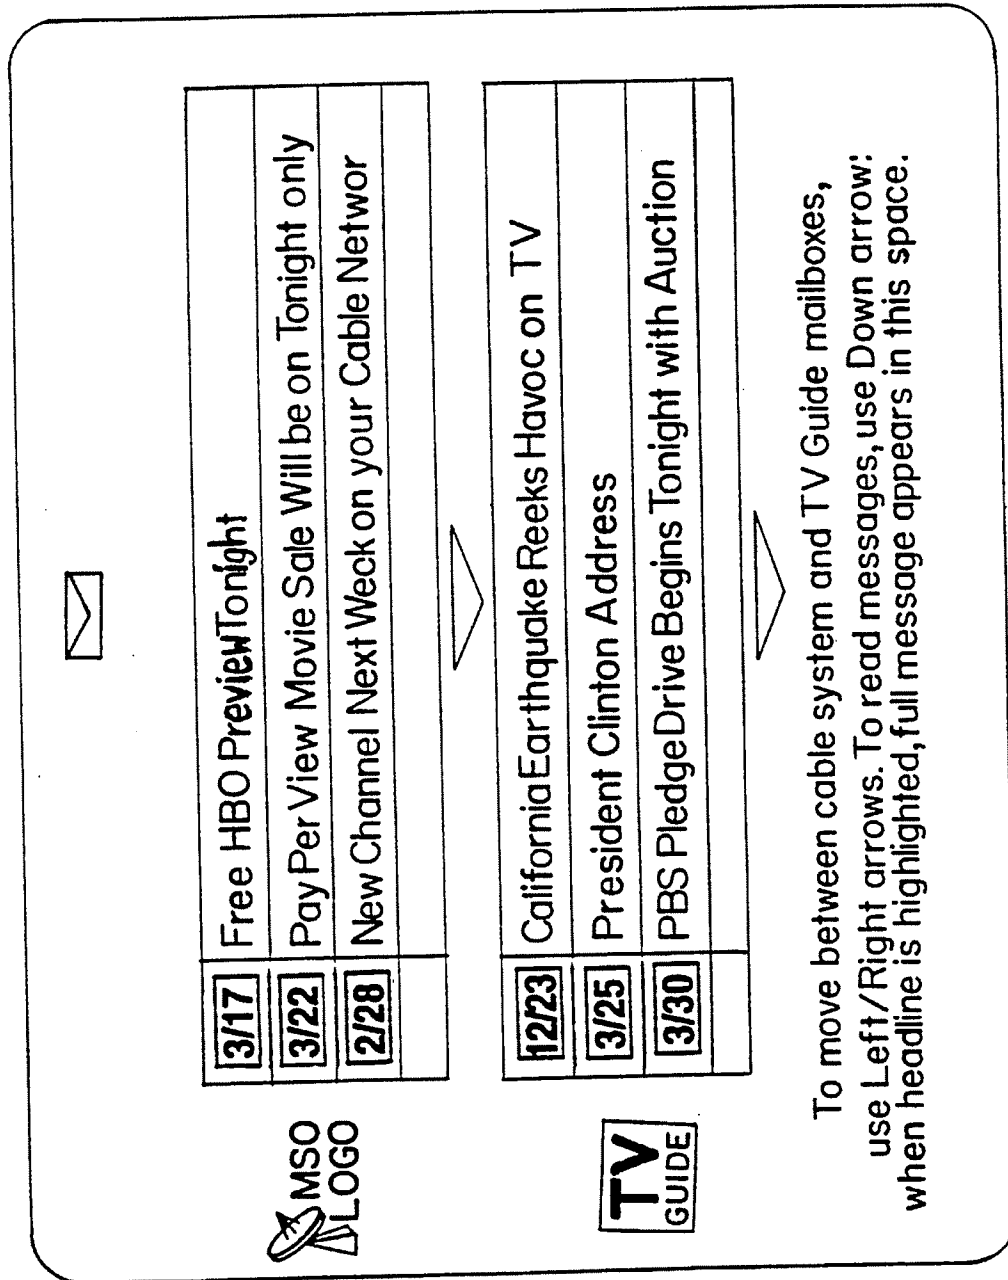 MSO
LOGO
3/17 Free HBO Preview Tonight
3/22 Pay Per View Movie Sale Will be on Tonight only
2/28 New Channel Next Weck on your Cable Networ
TV
GUIDE
12/23 California Earthquake Reeks Havoc on TV
3/25 President Clinton Address
3/30 PBS Pledge Drive Begins Tonight with Auction
To move between cable system and TV Guide mailboxes,
use Left/Right arrows. To read messages, use Down arrow:
when headline is highlighted, full message appears in this space.